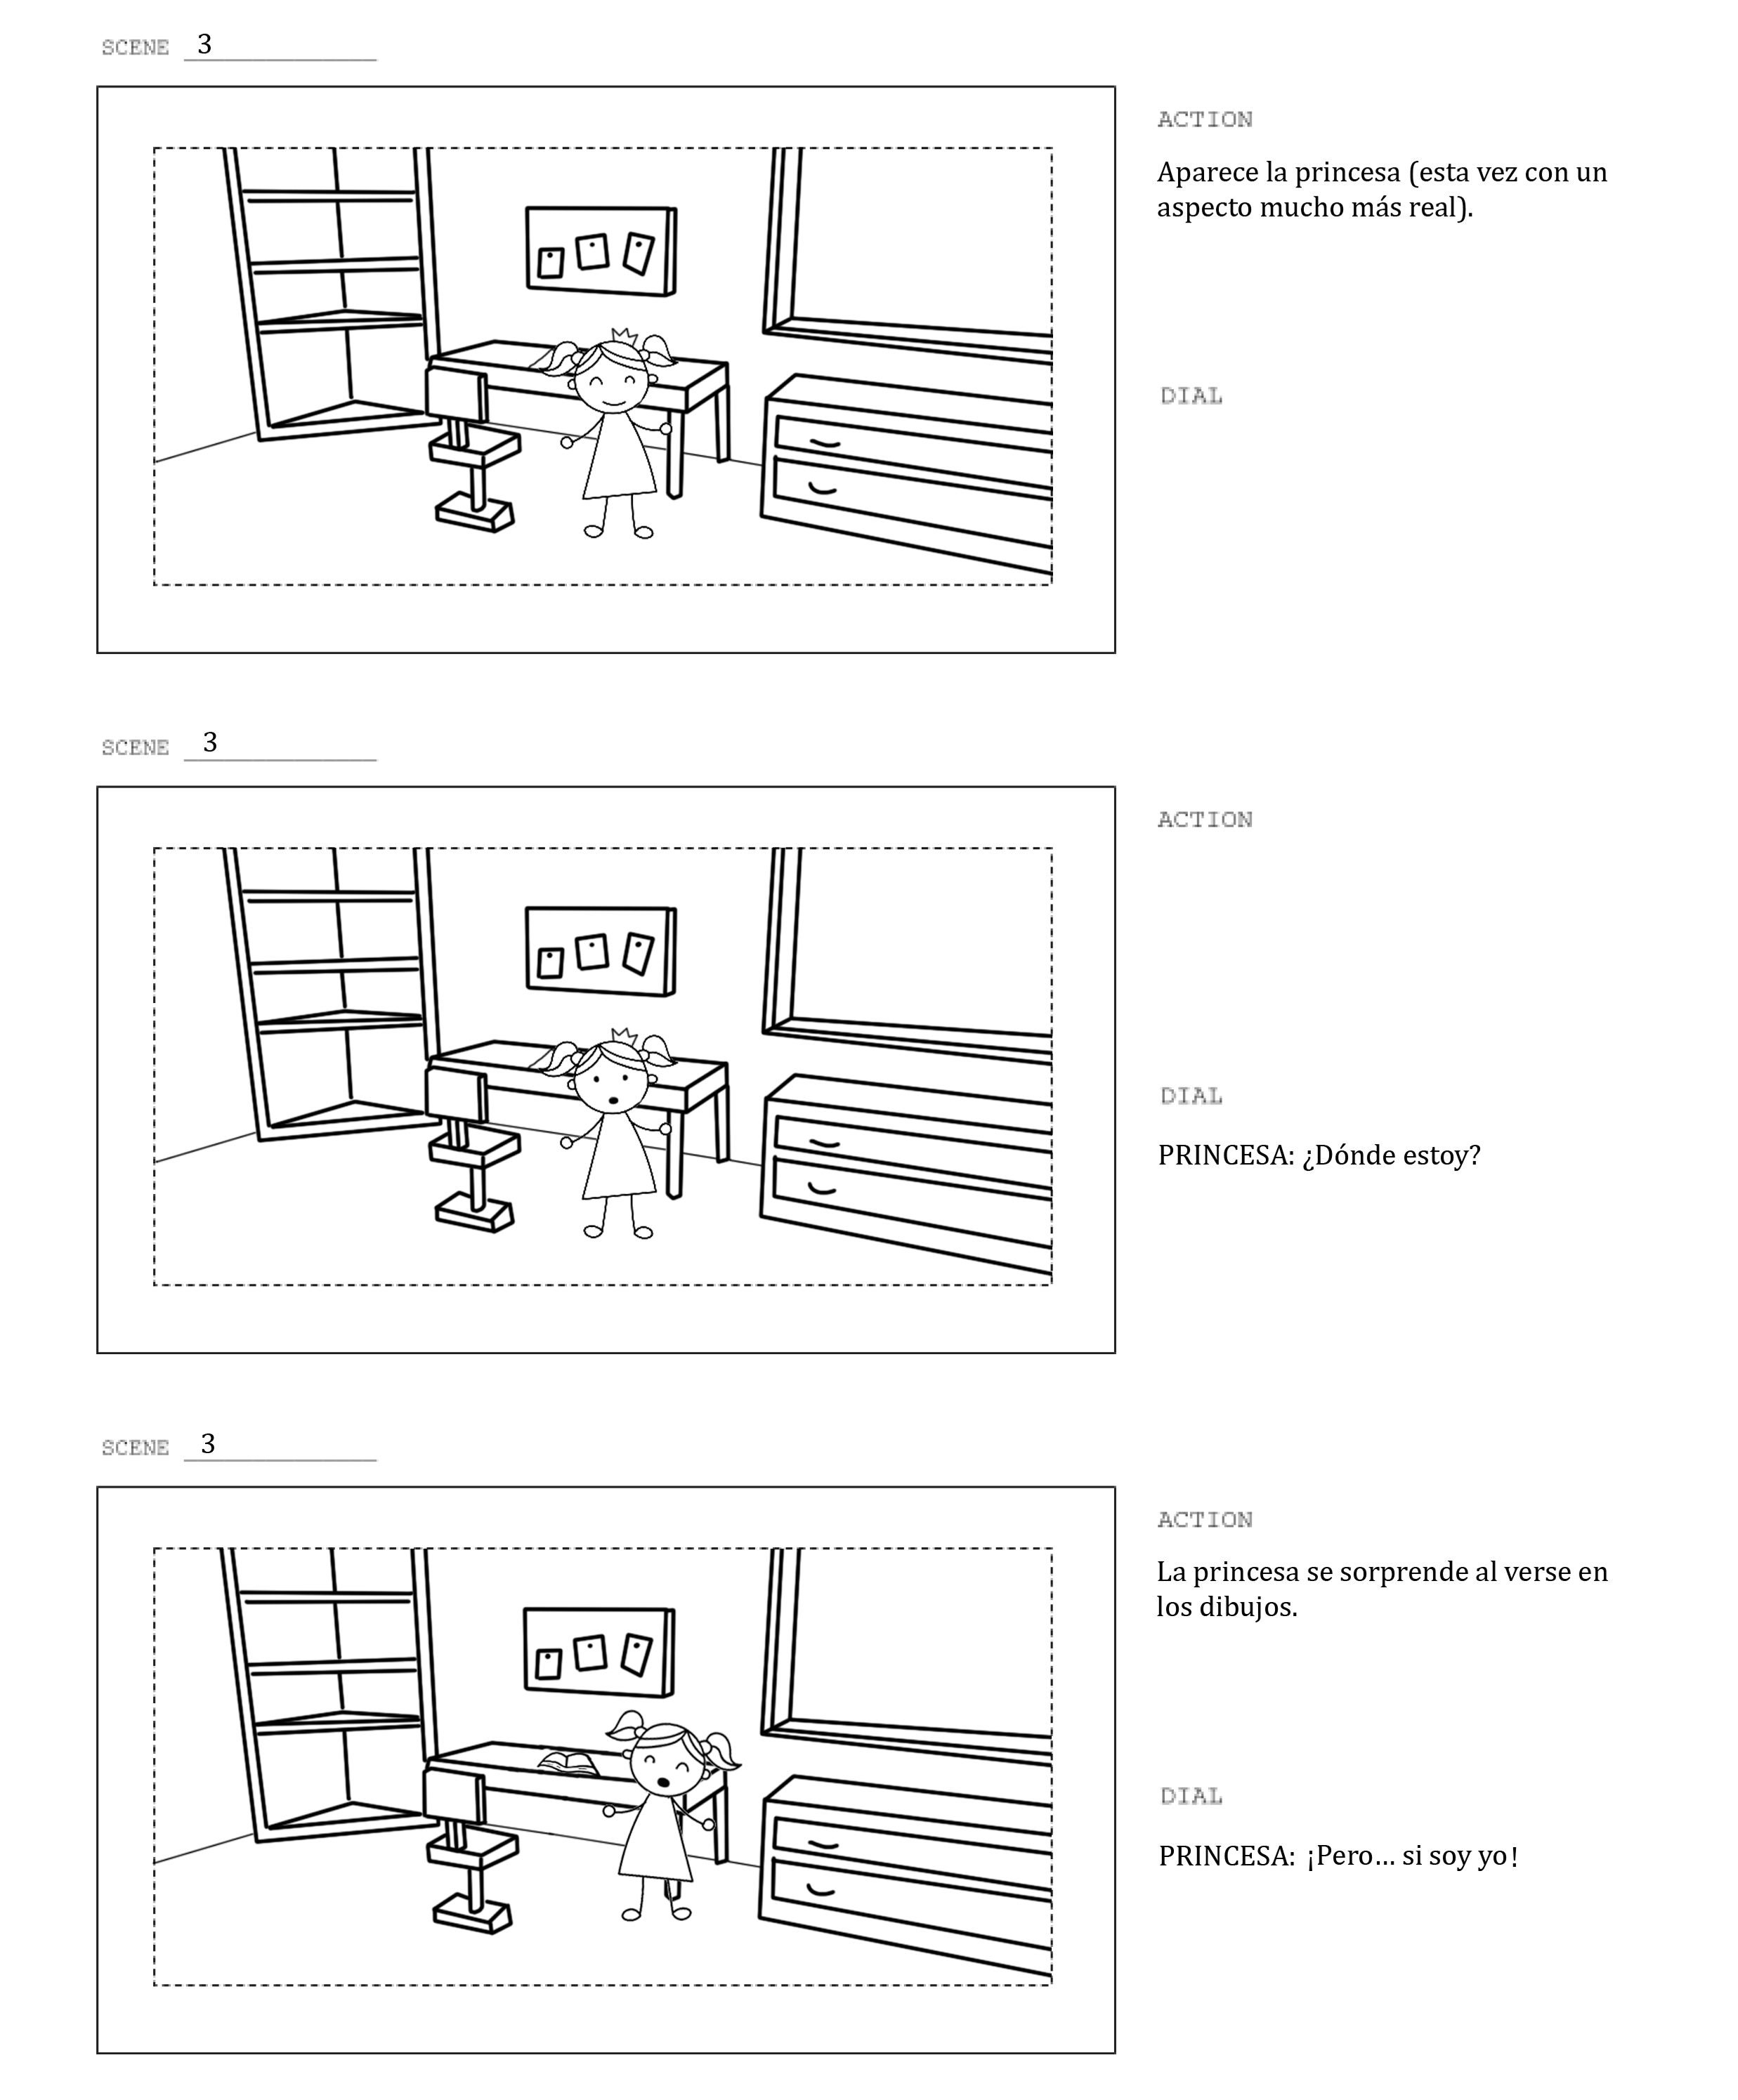 SCENE 3
ACTION
Aparece la princesa (esta vez con un
aspecto mucho más real).
DIAL
SCENE 3
ACTION
DIAL
PRINCESA: ¿Dónde estoy?
SCENE 3
ACTION
La princesa se sorprende al verse en
los dibujos.
DIAL
PRINCESA: ¡Pero... si soy yo!